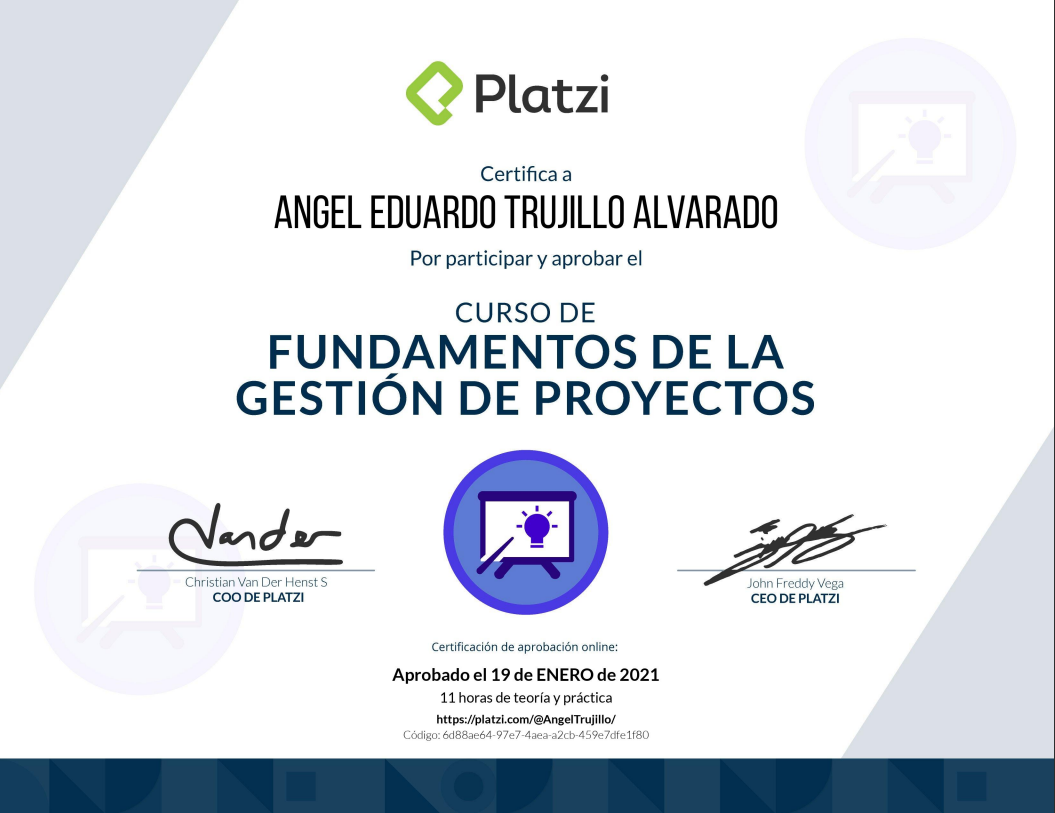 Platzi
Certifica a
ANGEL EDUARDO TRUJILLO ALVARADO
Por participar y aprobar el
CURSO DE
FUNDAMENTOS DE LA
GESTIÓN DE PROYECTOS
Vander
Christian Van Der Henst S
COO DE PLATZI
John Freddy Vega
CEO DE PLATZI
Certificación de aprobación online:
Aprobado el 19 de ENERO de 2021
11 horas de teoría y práctica
https://platzi.com/@AngelTrujillo/
Código: 6d88ae64-97e7-4aea-a2cb-459e7dfe1f80